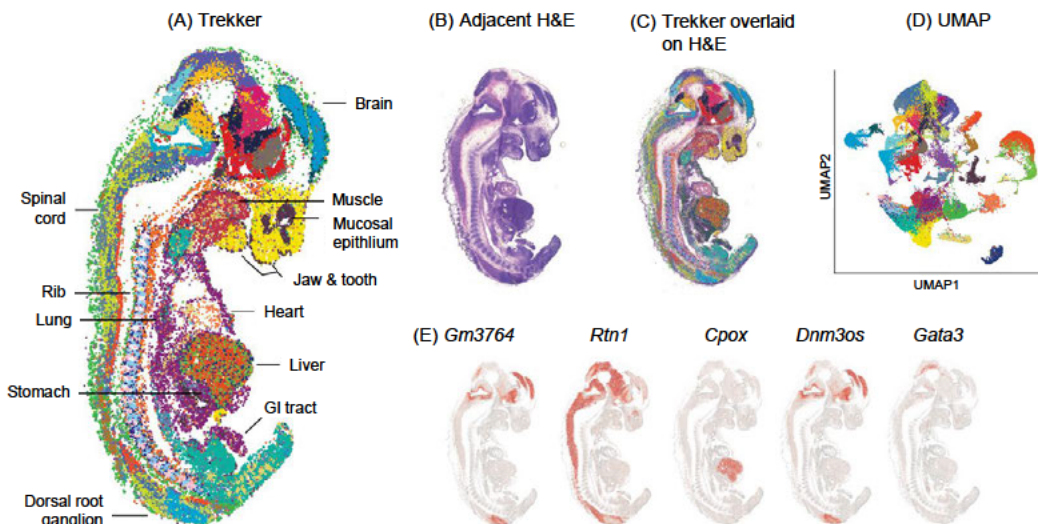 (A) Trekker
(B) Adjacent H&E
(C) Trekker overlaid
on H&E
(D) UMAP
Brain
Spinal
cord
Muscle
Mucosal
epithlium
Jaw & tooth
Rib
Lung
Heart
Liver
Stomach
GI tract
Dorsal root
ganglion
UMAP2
UMAP1
(E) Gm3764
Rtn1
Cpox
Dnm3os
Gata3